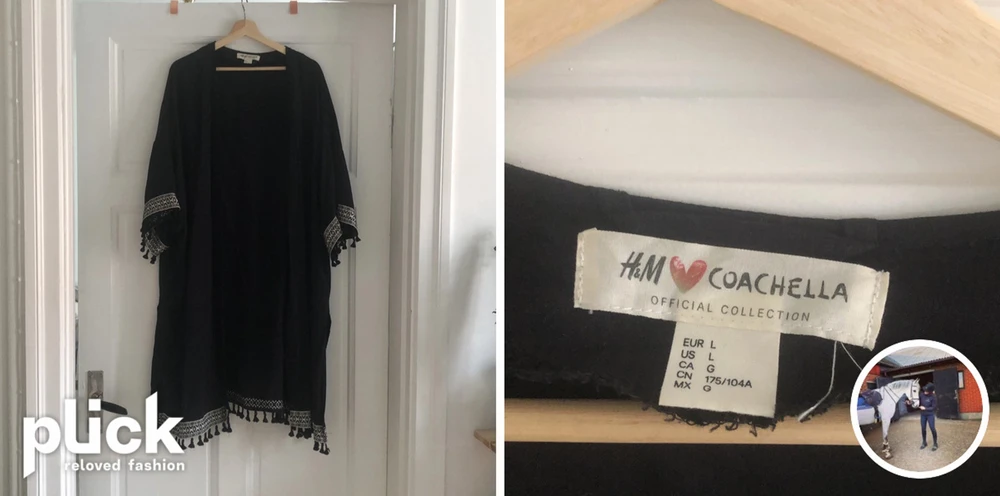 plick
reloved fashion
H&M COACHELLA
OFFICIAL COLLECTION
EUR L
US L
CA G
CN 175/104A
MX G